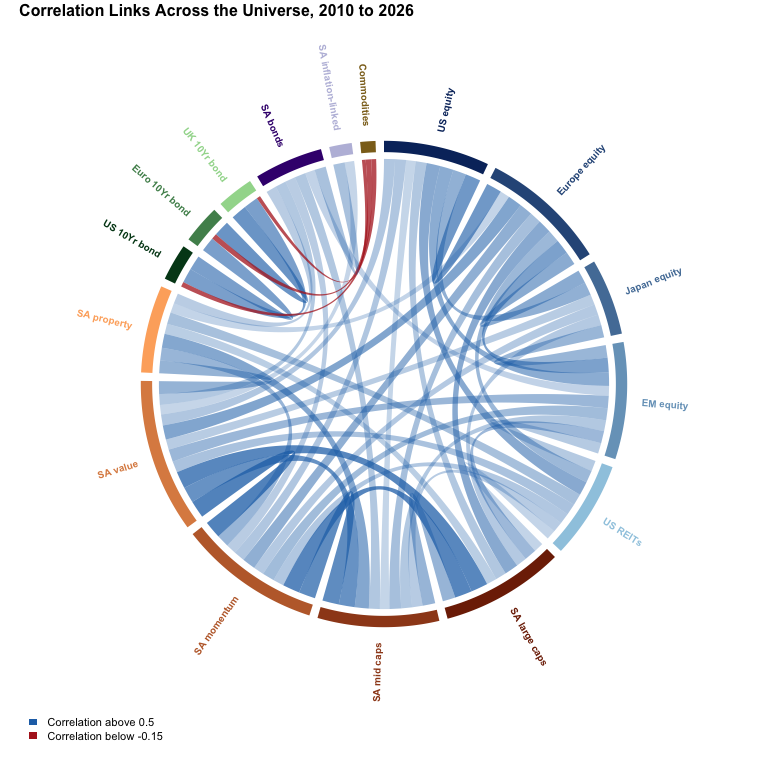 Correlation Links Across the Universe, 2010 to 2026
Commodities
US equity
Europe equity
Japan equity
EM equity
US REITs
SA large caps
SA mid caps
SA momentum
SA value
SA property
US 10Yr bond
Euro 10Yr bond
UK 10Yr bond
SA bonds
SA inflation-linked
Correlation above 0.5
Correlation below -0.15